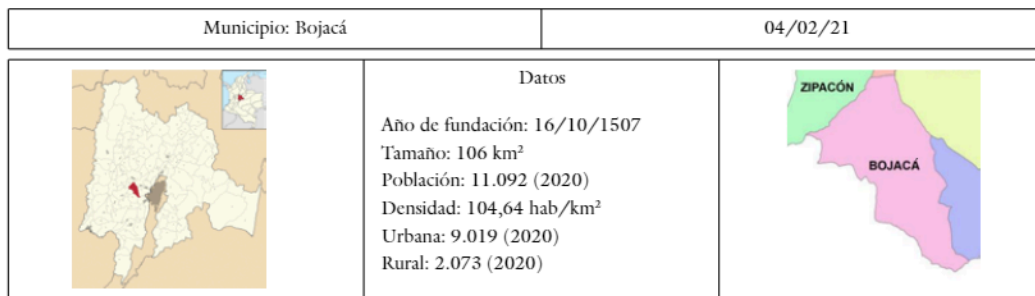 Municipio: Bojacá
04/02/21
Datos
Año de fundación: 16/10/1507
Tamaño: 106 km²
Población: 11.092 (2020)
Densidad: 104,64 hab/km²
Urbana: 9.019 (2020)
Rural: 2.073 (2020)
ZIPACÓN
BOJACÁ